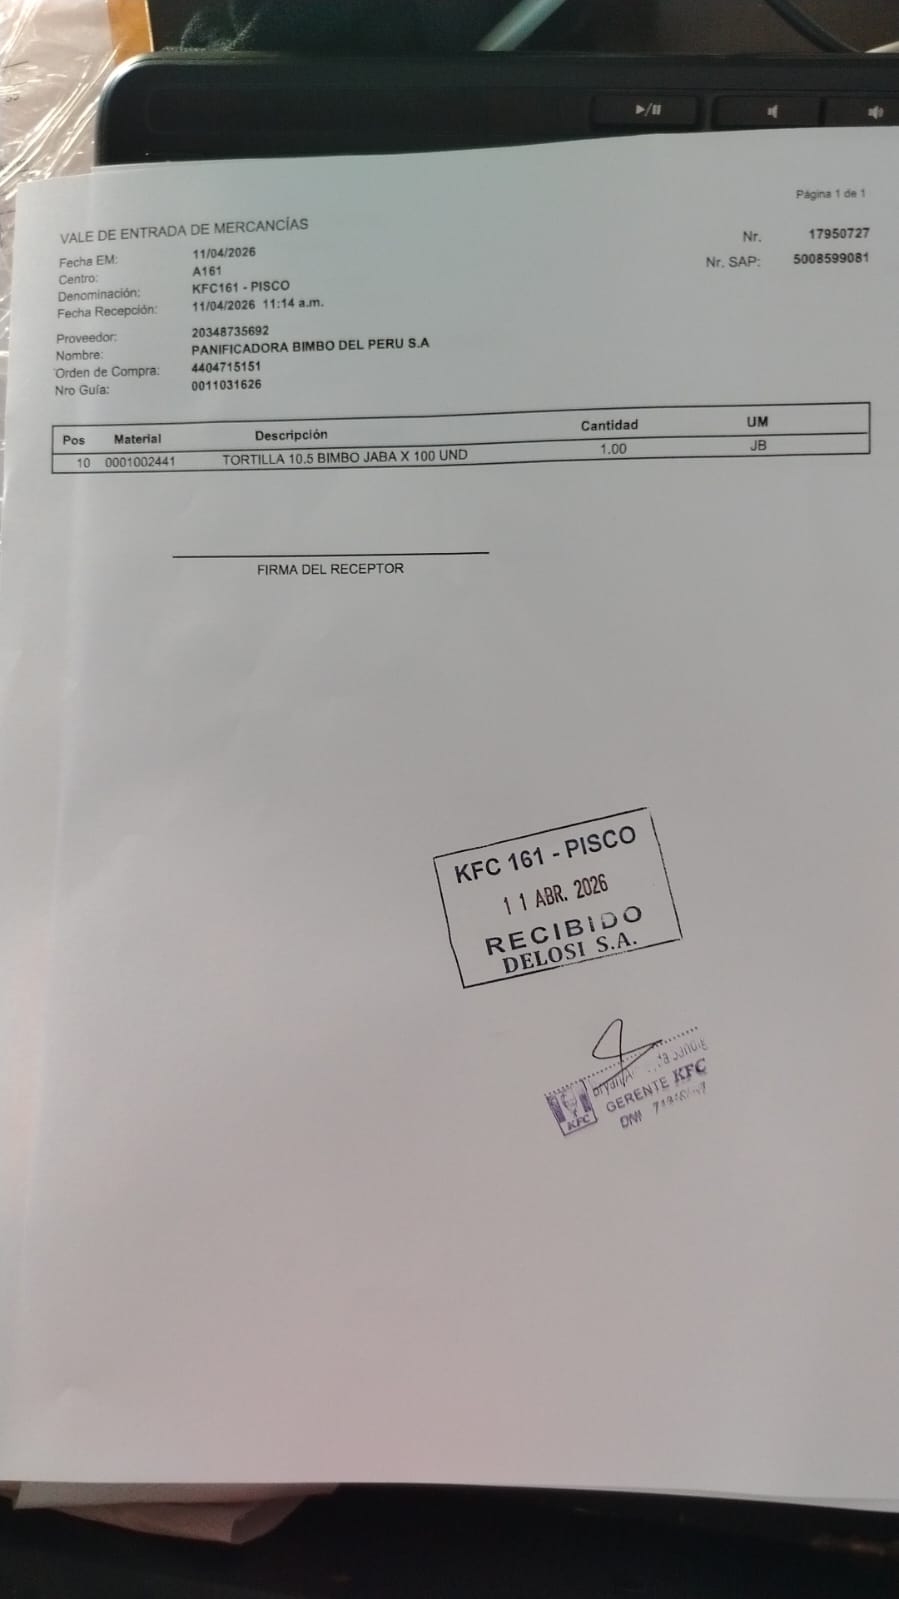 Página 1 de 1
VALE DE ENTRADA DE MERCANCÍAS
Nr. 17950727
Nr. SAP: 5008599081
Fecha EM: 11/04/2026
Centro: A161
Denominación: KFC161 - PISCO
Fecha Recepción: 11/04/2026 11:14 a.m.
Proveedor: 20348735692
Nombre: PANIFICADORA BIMBO DEL PERU S.A
Orden de Compra: 4404715151
Nro Guía: 0011031626
Pos Material Descripción Cantidad UM
10 0001002441 TORTILLA 10.5 BIMBO JABA X 100 UND 1.00 JB
FIRMA DEL RECEPTOR
KFC 161 - PISCO
11 ABR. 2026
RECIBIDO
DELOSI S.A.
GERENTE KFC
KFC
DNI